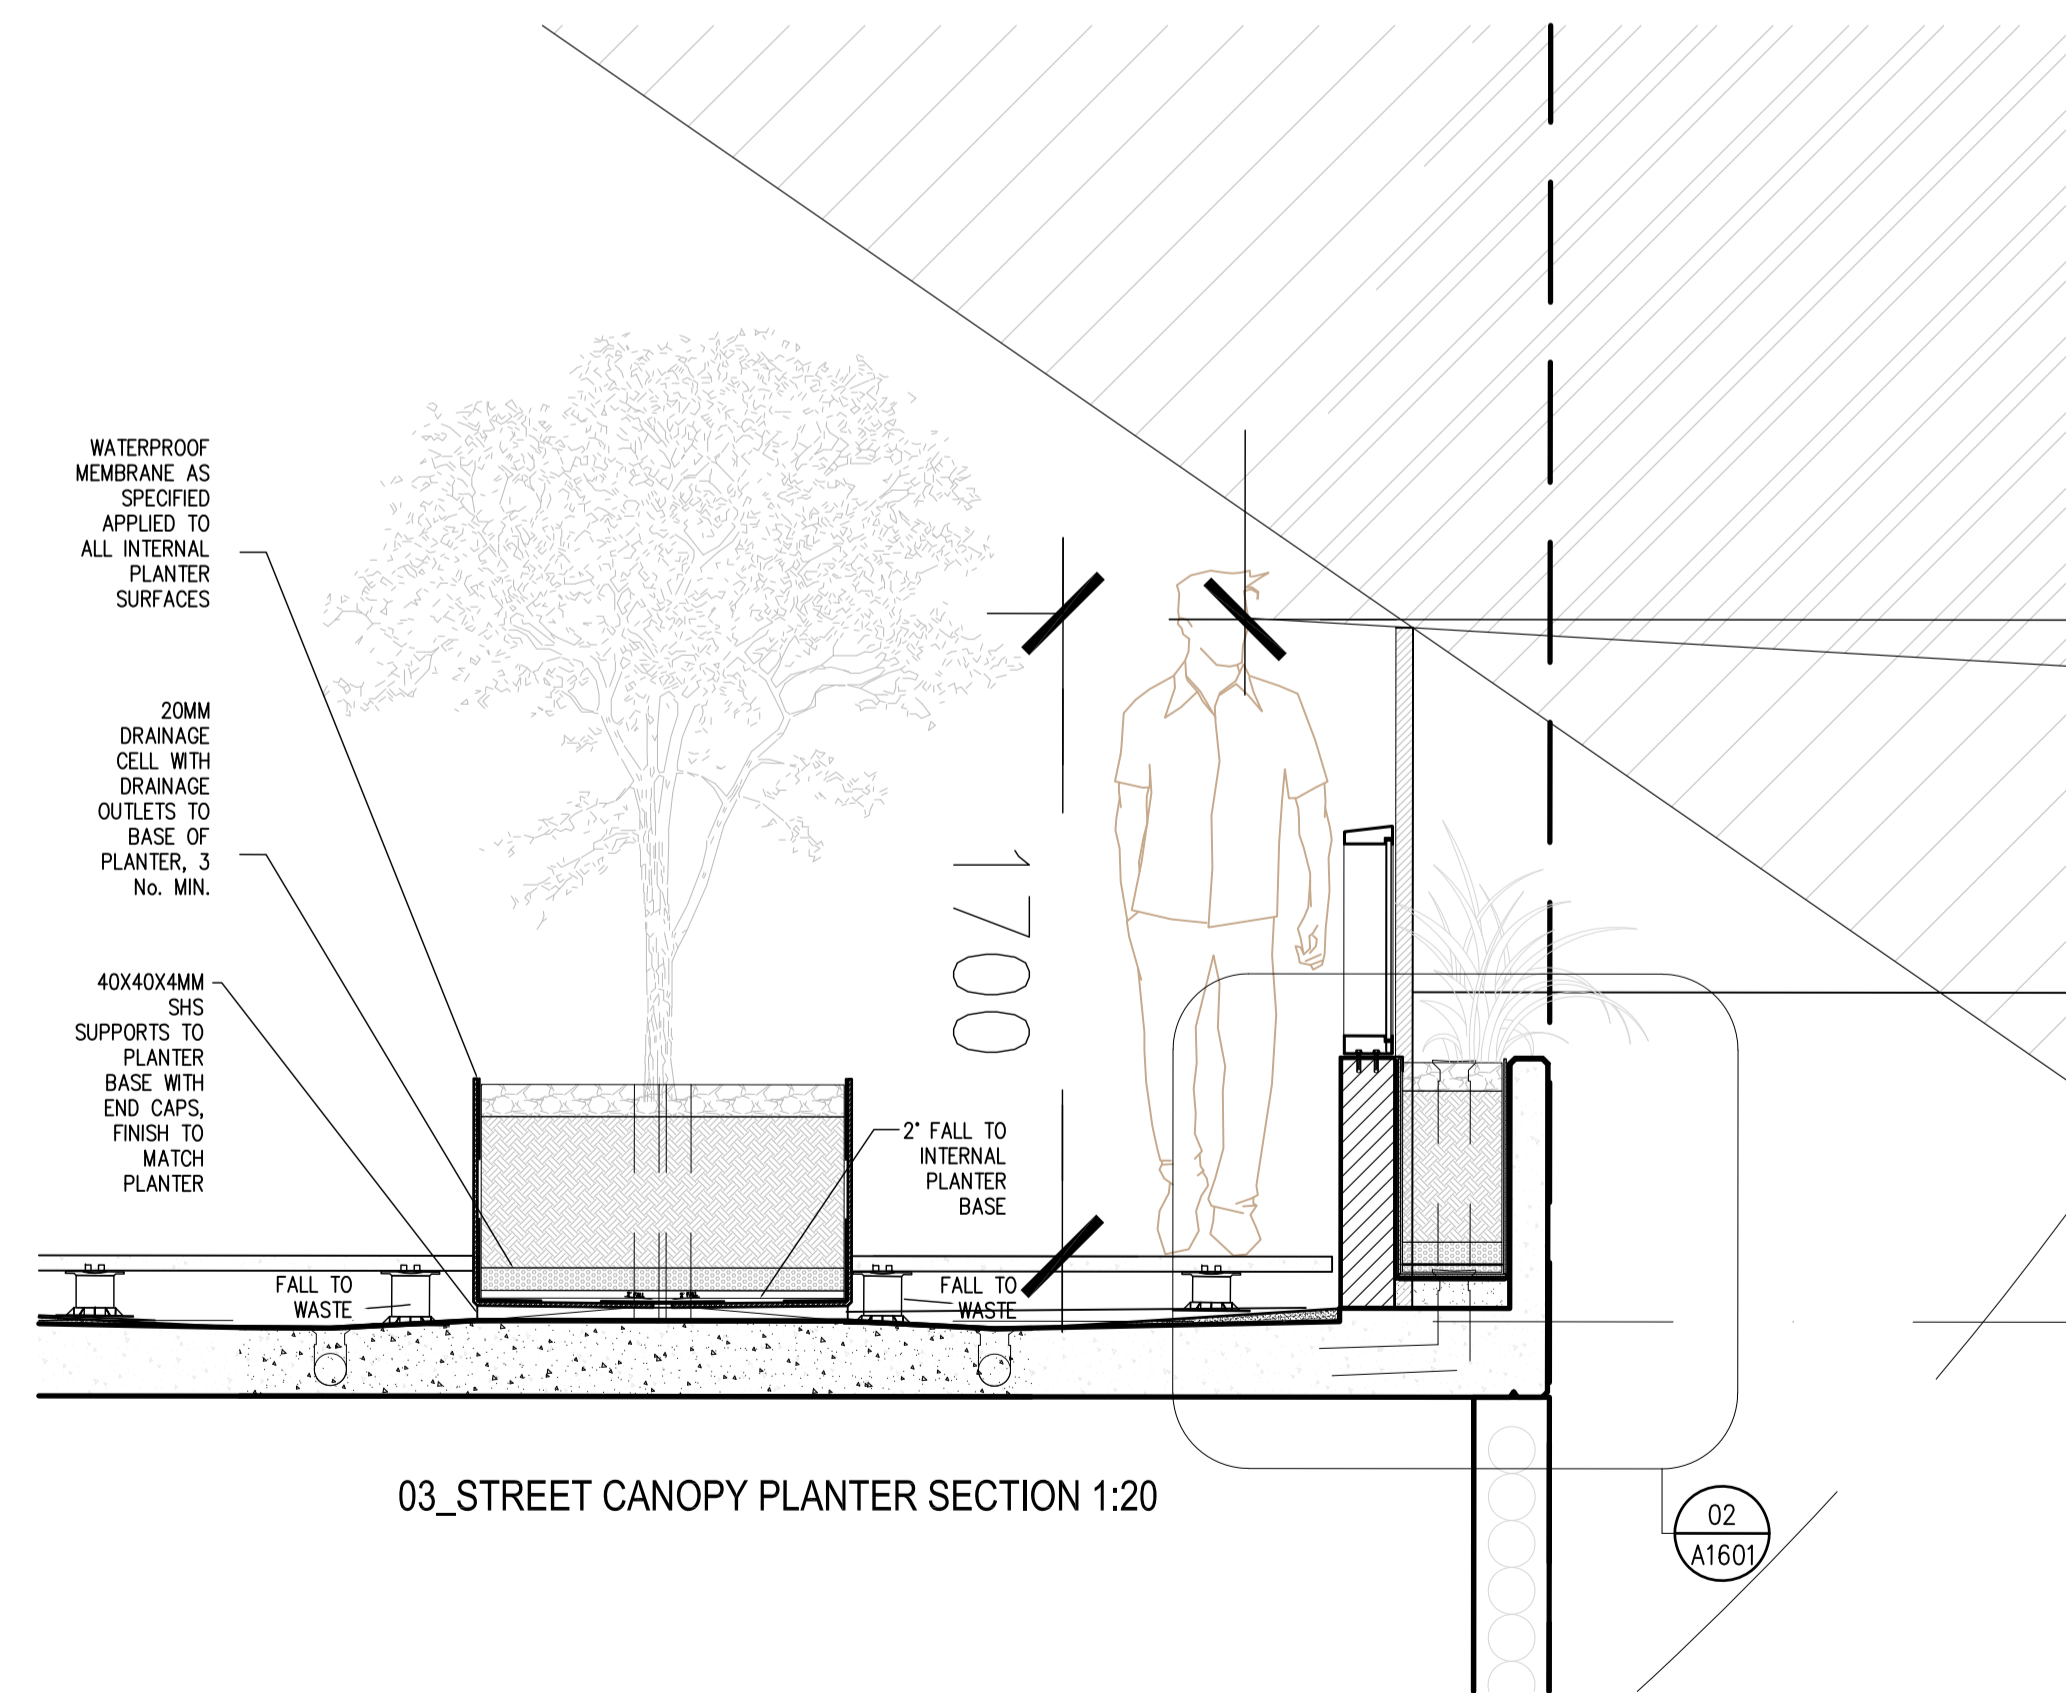 WATERPROOF
MEMBRANE AS
SPECIFIED
APPLIED TO
ALL INTERNAL
PLANTER
SURFACES
20MM
DRAINAGE
CELL WITH
DRAINAGE
OUTLETS TO
BASE OF
PLANTER, 3
No. MIN.
40X40X4MM
SHS
SUPPORTS TO
PLANTER
BASE WITH
END CAPS,
FINISH TO
MATCH
PLANTER
1700
2° FALL TO
INTERNAL
PLANTER
BASE
FALL TO
WASTE
FALL TO
WASTE
03_STREET CANOPY PLANTER SECTION 1:20
02
A1601